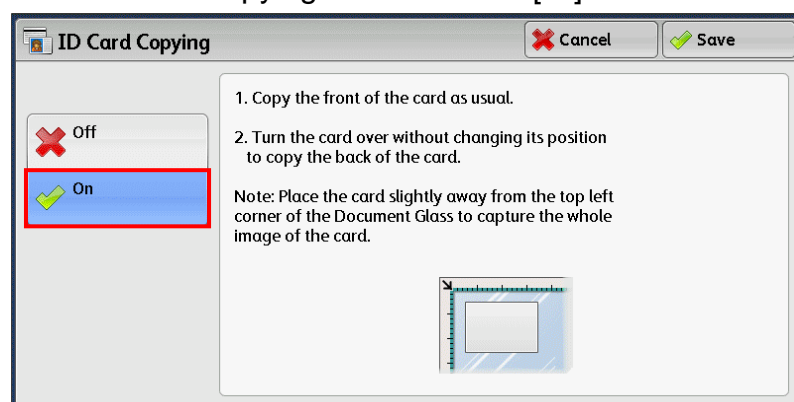 ID Card Copying
Cancel
Save
Off
On
1. Copy the front of the card as usual.
2. Turn the card over without changing its position
to copy the back of the card.
Note: Place the card slightly away from the top left
corner of the Document Glass to capture the whole
image of the card.